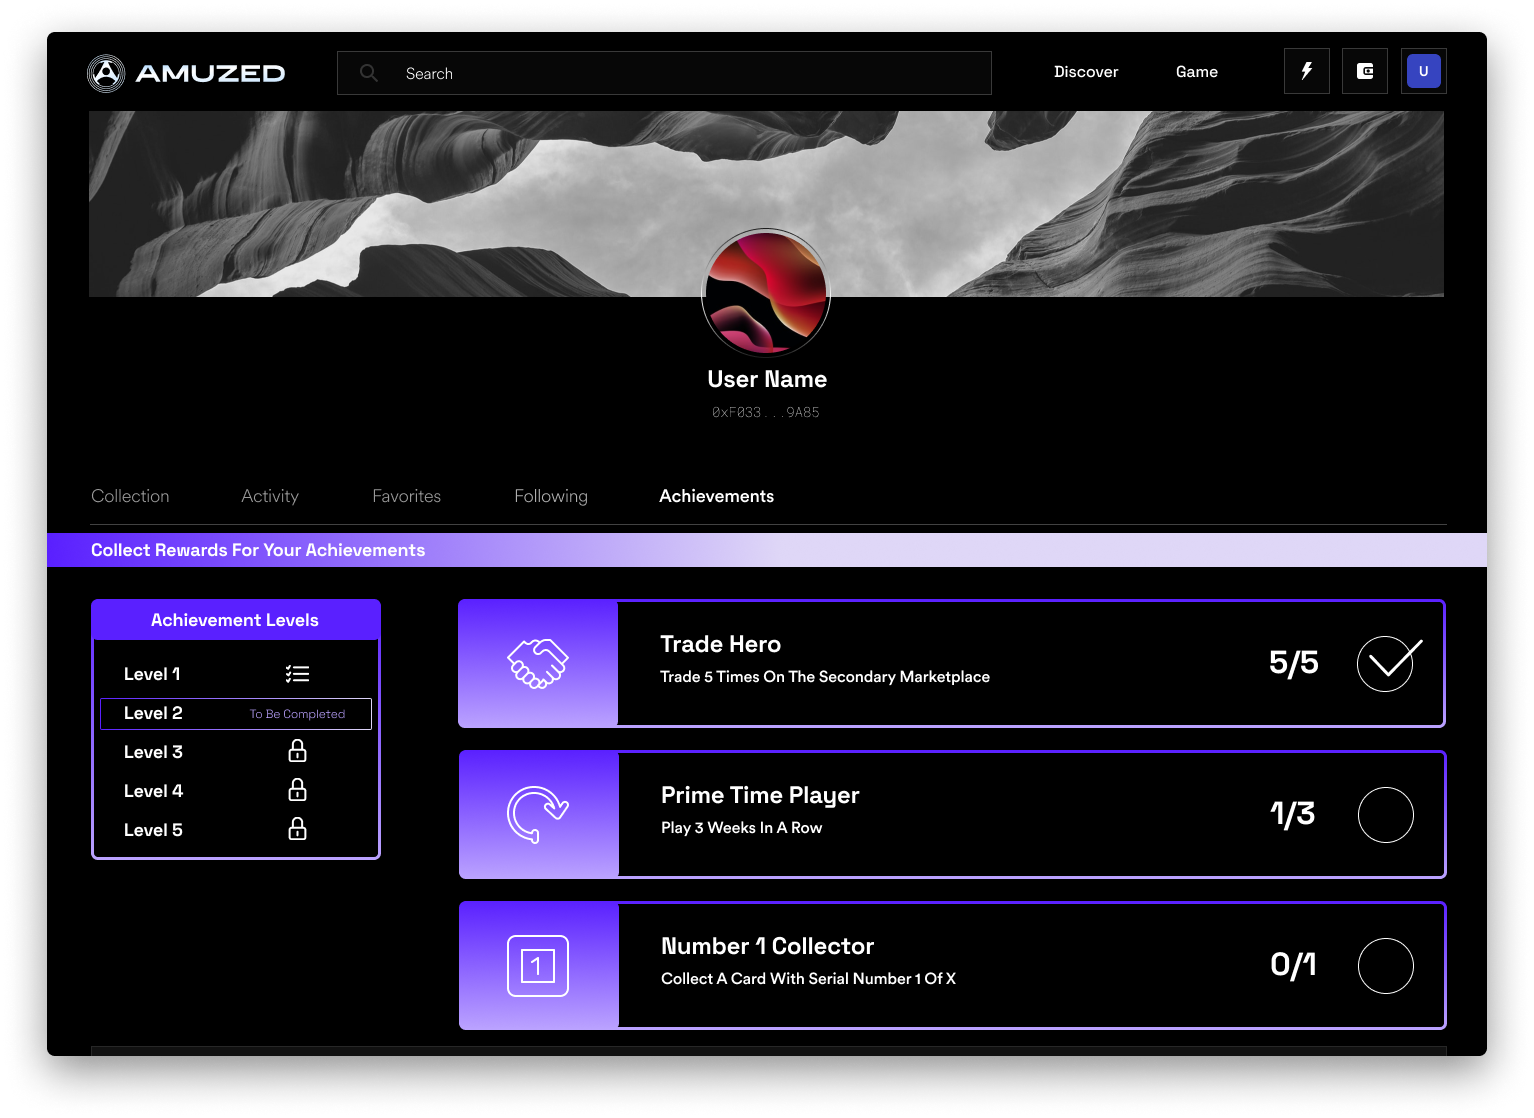 AMUZED
Search
Discover
Game
U
User Name
0xF033...9A85
Collection
Activity
Favorites
Following
Achievements
Collect Rewards For Your Achievements
Achievement Levels
Level 1
Level 2 To Be Completed
Level 3
Level 4
Level 5
Trade Hero
Trade 5 Times On The Secondary Marketplace
5/5
Prime Time Player
Play 3 Weeks In A Row
1/3
1
Number 1 Collector
Collect A Card With Serial Number 1 Of X
0/1